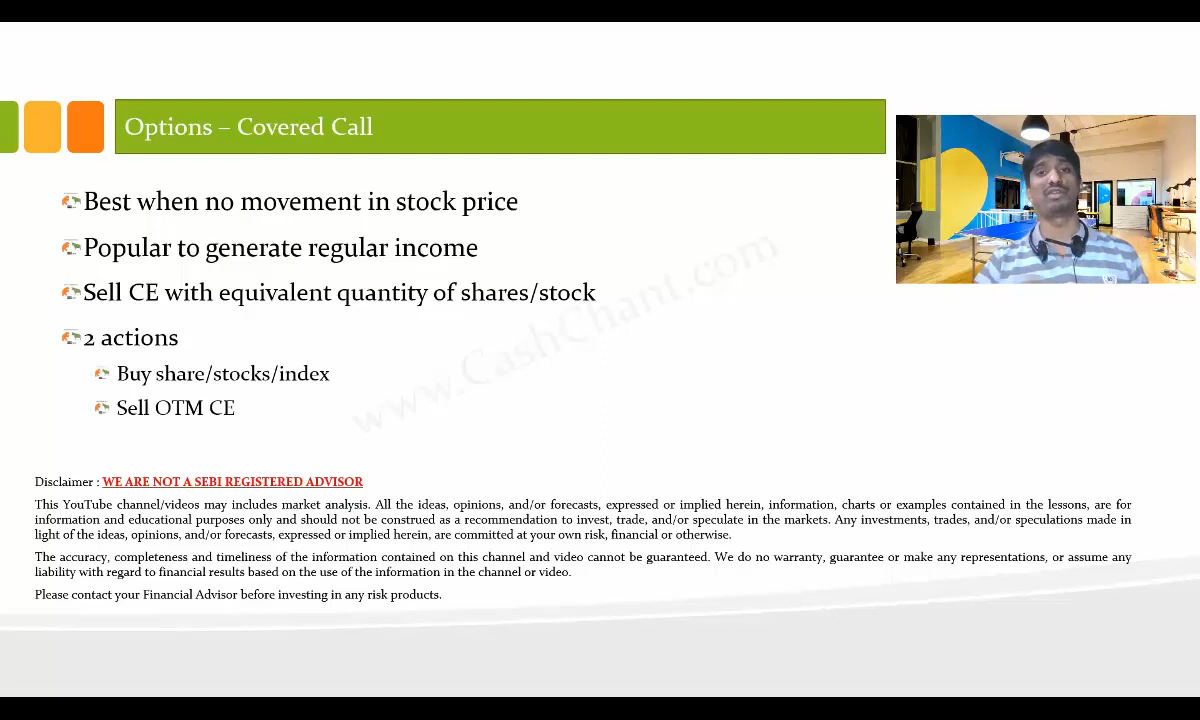 Options – Covered Call
Best when no movement in stock price
Popular to generate regular income
Sell CE with equivalent quantity of shares/stock
2 actions
Buy share/stocks/index
Sell OTM CE
www.CashChant.com
Disclaimer : WE ARE NOT A SEBI REGISTERED ADVISOR
This YouTube channel/videos may includes market analysis. All the ideas, opinions, and/or forecasts, expressed or implied herein, information, charts or examples contained in the lessons, are for
information and educational purposes only and should not be construed as a recommendation to invest, trade, and/or speculate in the markets. Any investments, trades, and/or speculations made in
light of the ideas, opinions, and/or forecasts, expressed or implied herein, are committed at your own risk, financial or otherwise.
The accuracy, completeness and timeliness of the information contained on this channel and video cannot be guaranteed. We do no warranty, guarantee or make any representations, or assume any
liability with regard to financial results based on the use of the information in the channel or video.
Please contact your Financial Advisor before investing in any risk products.